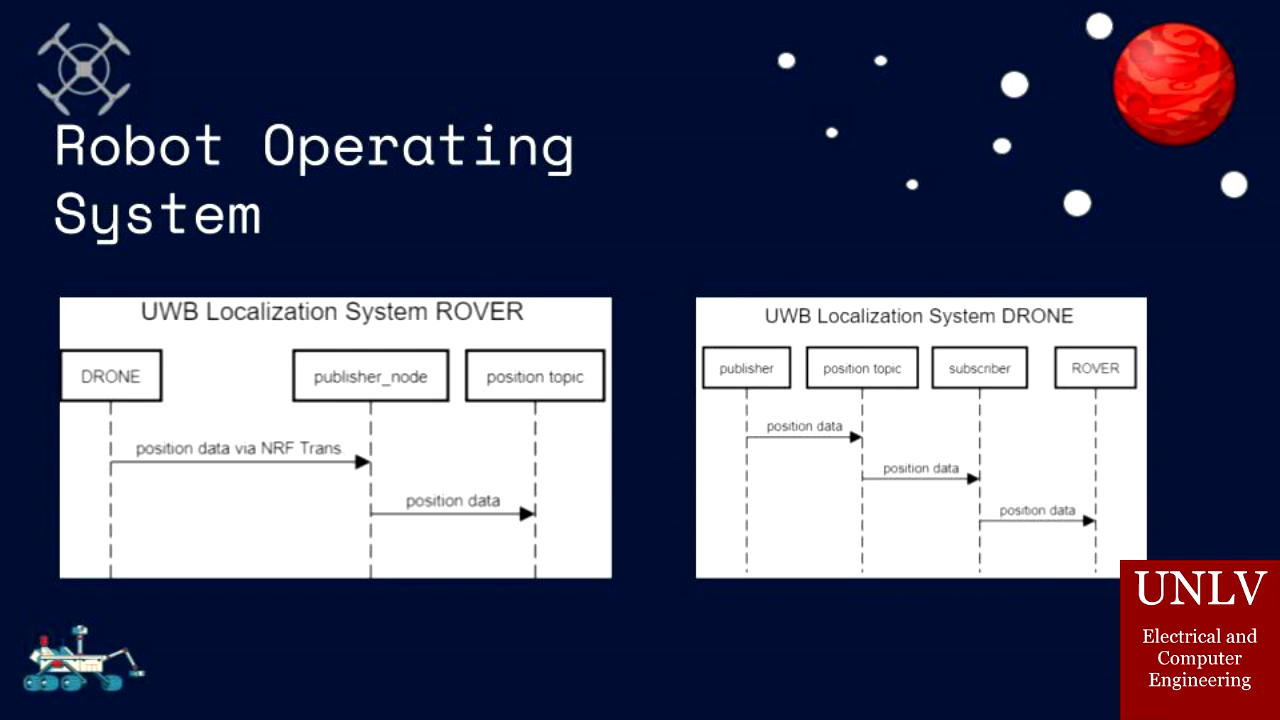 Robot Operating
System
UWB Localization System ROVER
DRONE
publisher_node
position topic
position data via NRF Trans
position data
UWB Localization System DRONE
publisher
position topic
subscriber
ROVER
position data
position data
position data
UNLV
Electrical and
Computer
Engineering